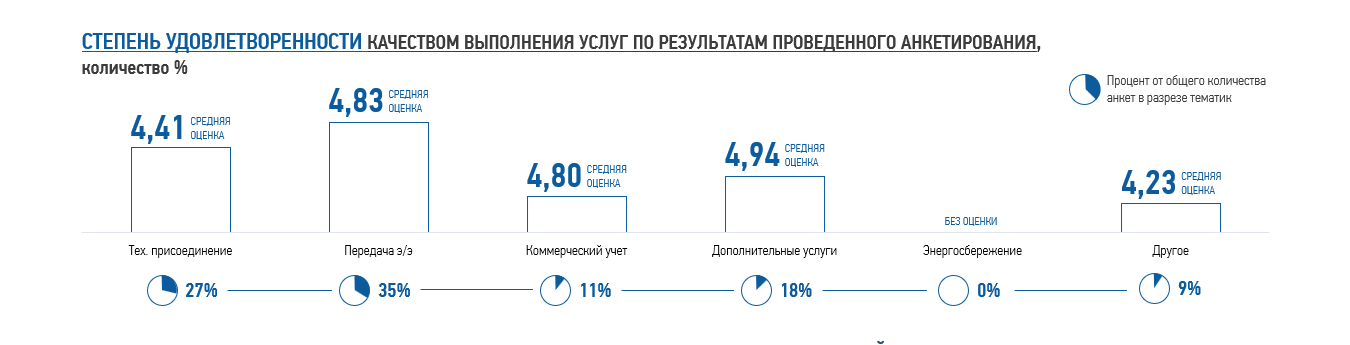 СТЕПЕНЬ УДОВЛЕТВОРЕННОСТИ КАЧЕСТВОМ ВЫПОЛНЕНИЯ УСЛУГ ПО РЕЗУЛЬТАТАМ ПРОВЕДЕННОГО АНКЕТИРОВАНИЯ,
количество %
Процент от общего количества
анкет в разрезе тематик
4,41 СРЕДНЯЯ
ОЦЕНКА
4,83 СРЕДНЯЯ
ОЦЕНКА
4,80 СРЕДНЯЯ
ОЦЕНКА
4,94 СРЕДНЯЯ
ОЦЕНКА
БЕЗ ОЦЕНКИ
4,23 СРЕДНЯЯ
ОЦЕНКА
Тех. присоединение
Передача э/э
Коммерческий учет
Дополнительные услуги
Энергосбережение
Другое
27%
35%
11%
18%
0%
9%